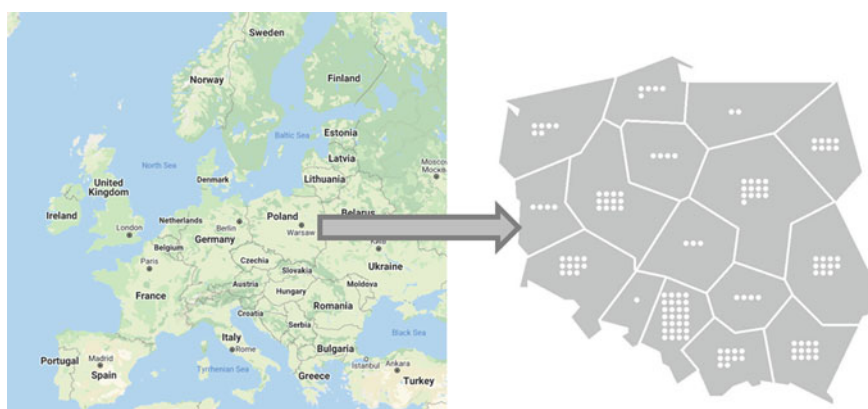 Sweden
Norway
Finland
Estonia
Baltic Sea
Latvia
North Sea
Lithuania
Denmark
United
Kingdom
Ireland
Belarus
Netherlands
Poland
Berlin
Warsaw
London
Germany
Belgium
Paris
Czechia
Ukraine
Slovakia
Austria
Moldova
Hungary
France
Romania
Croatia
Serbia
Black Sea
Italy
Bulgaria
Rome
Portugal
Madrid
Istanbul
Ankara
Spain
Tyrrhenian Sea
Greece
Turkey